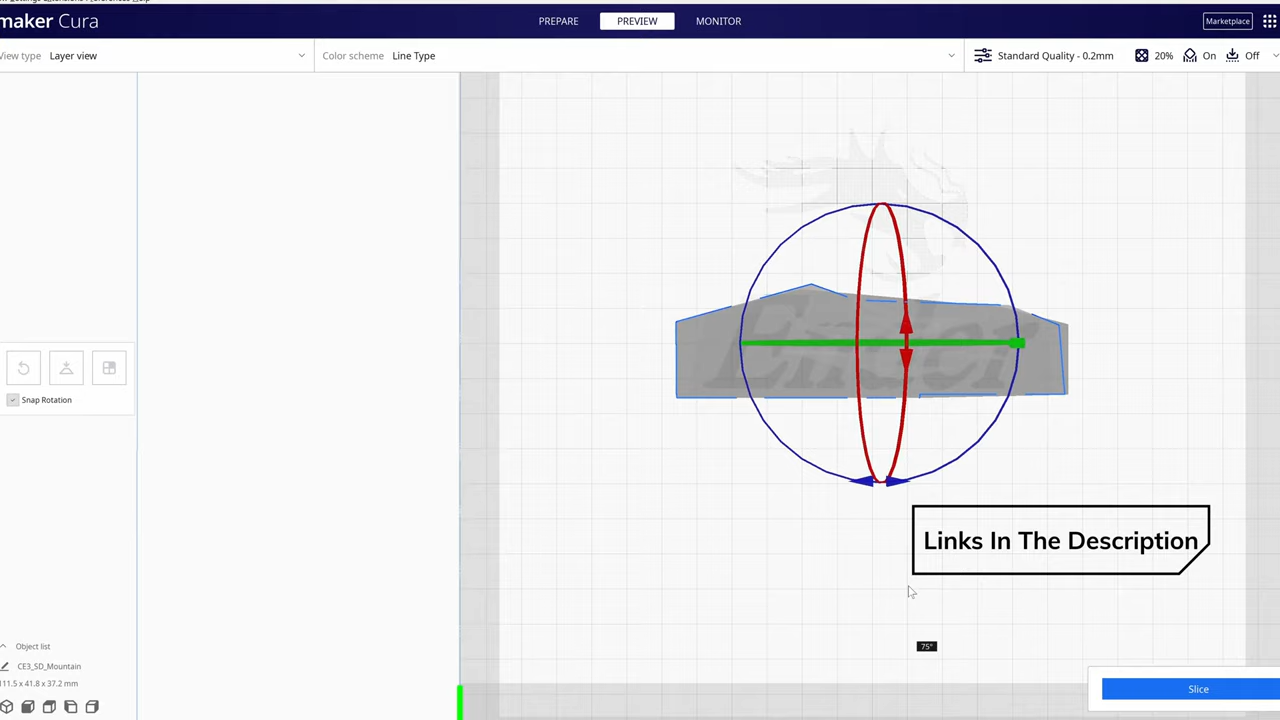 maker Cura
PREPARE
PREVIEW
MONITOR
Marketplace
View type
Layer view
Color scheme
Line Type
Standard Quality - 0.2mm
20%
On
Off
Ender
Snap Rotation
Links In The Description
75°
Object list
CE3_SD_Mountain
111.5 x 41.8 x 37.2 mm
Slice